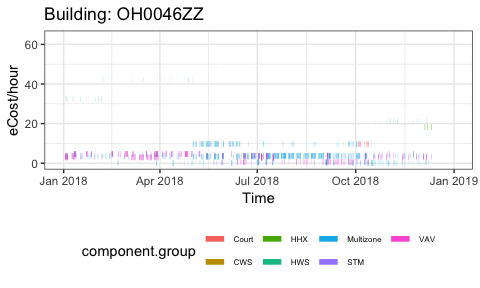 Building: OH0046ZZ
eCost/hour
60
40
20
0
Jan 2018 Apr 2018 Jul 2018 Oct 2018 Jan 2019
Time
component.group
Court HHX Multizone VAV
CWS HWS STM